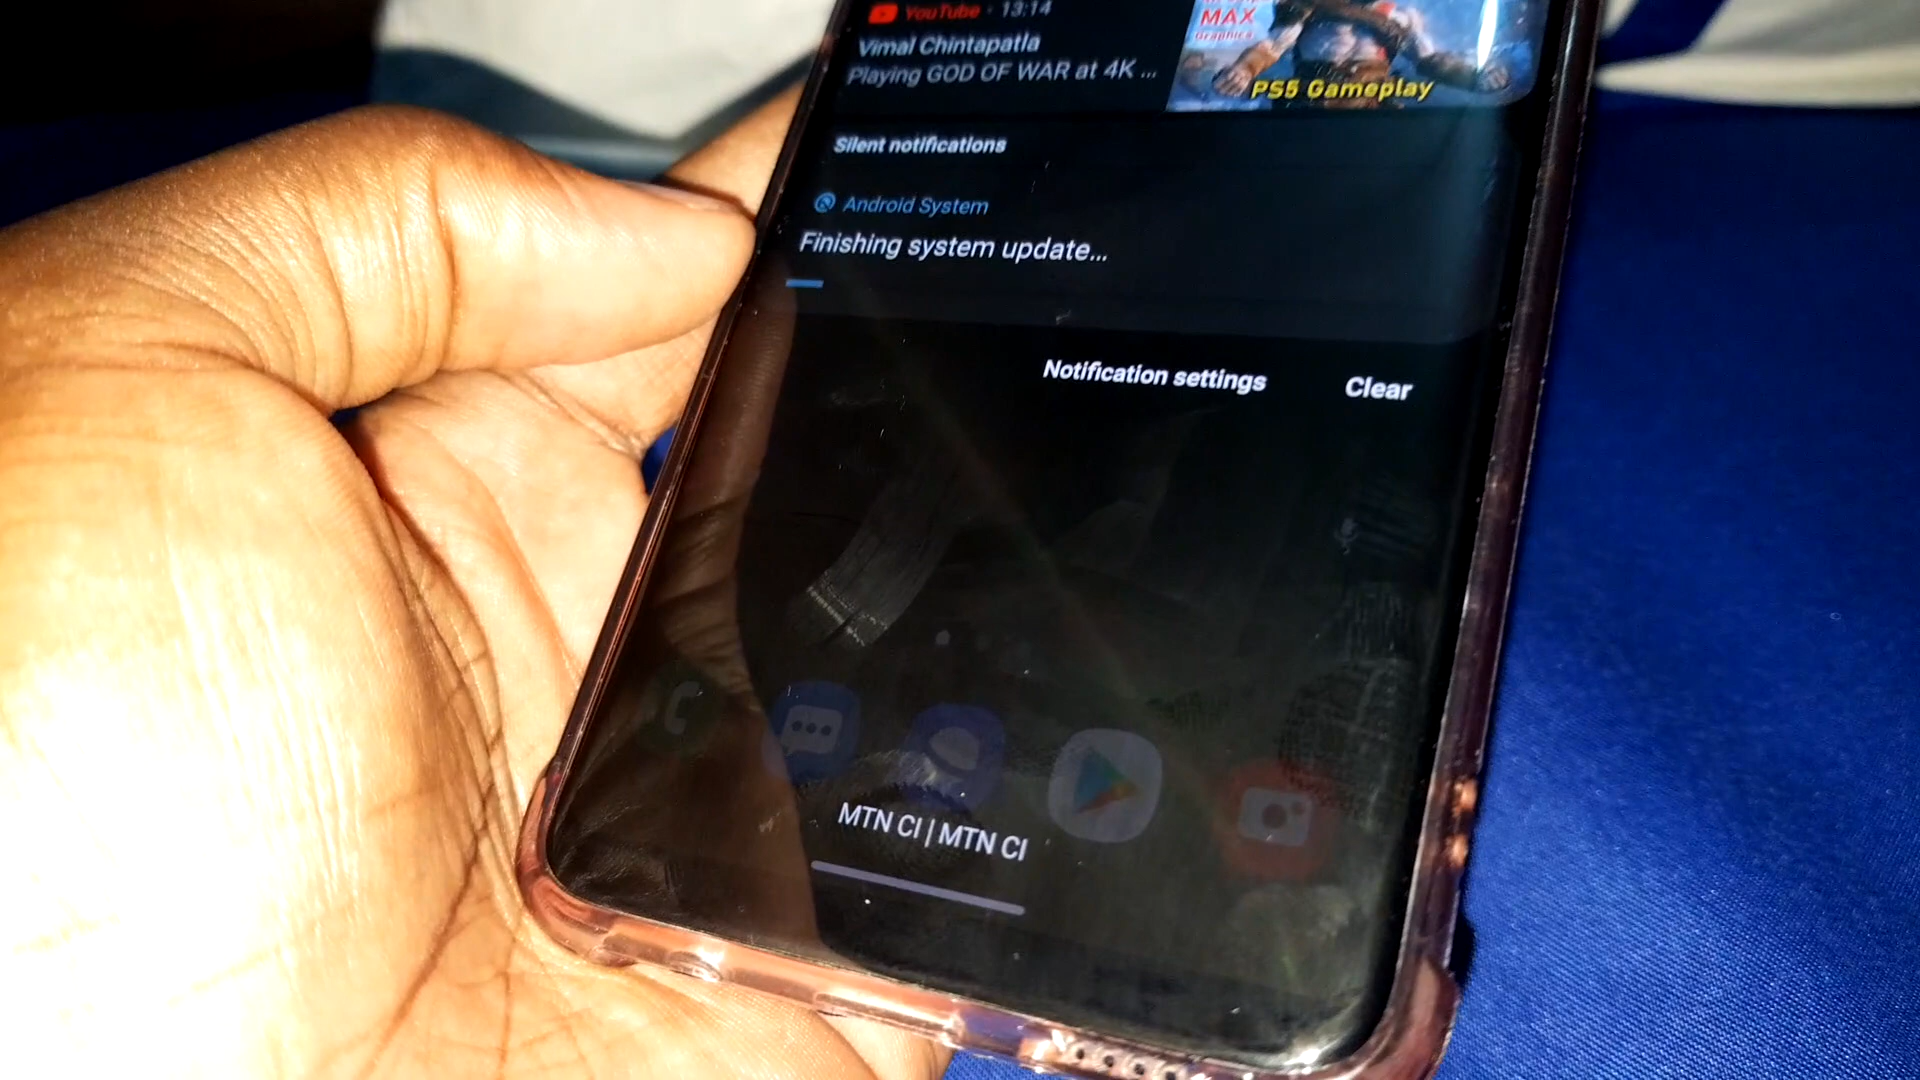 YouTube • 13:14
Vimal Chintapatla
Playing GOD OF WAR at 4K ...
MAX
Graphics
PS5 Gameplay
Silent notifications
Android System
Finishing system update...
Notification settings
Clear
MTN CI | MTN CI